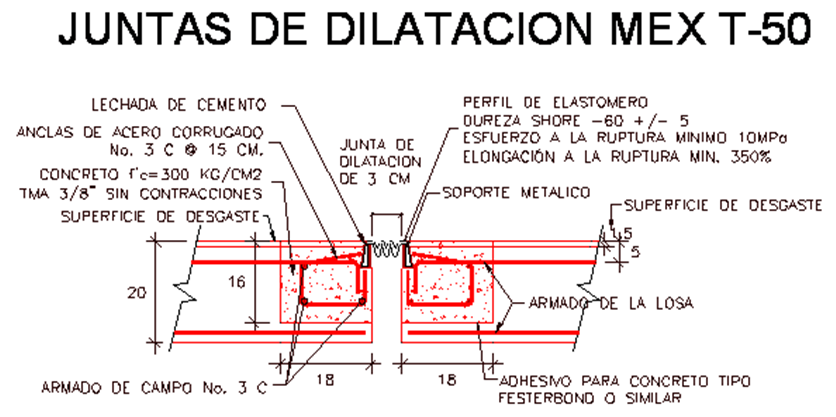 JUNTAS DE DILATACION MEX T-50
LECHADA DE CEMENTO
ANCLAS DE ACERO CORRUGADO
No. 3 C @ 15 CM.
CONCRETO f'c=300 KG/CM2
TMA 3/8" SIN CONTRACCIONES
SUPERFICIE DE DESGASTE
JUNTA DE
DILATACION
DE 3 CM
PERFIL DE ELASTOMERO
DUREZA SHORE -60 +/- 5
ESFUERZO A LA RUPTURA MINIMO 10MPa
ELONGACIÓN A LA RUPTURA MIN. 350%
SOPORTE METALICO
SUPERFICIE DE DESGASTE
5
5
20
16
ARMADO DE LA LOSA
18
18
ARMADO DE CAMPO No. 3 C
ADHESIVO PARA CONCRETO TIPO
FESTERBOND O SIMILAR